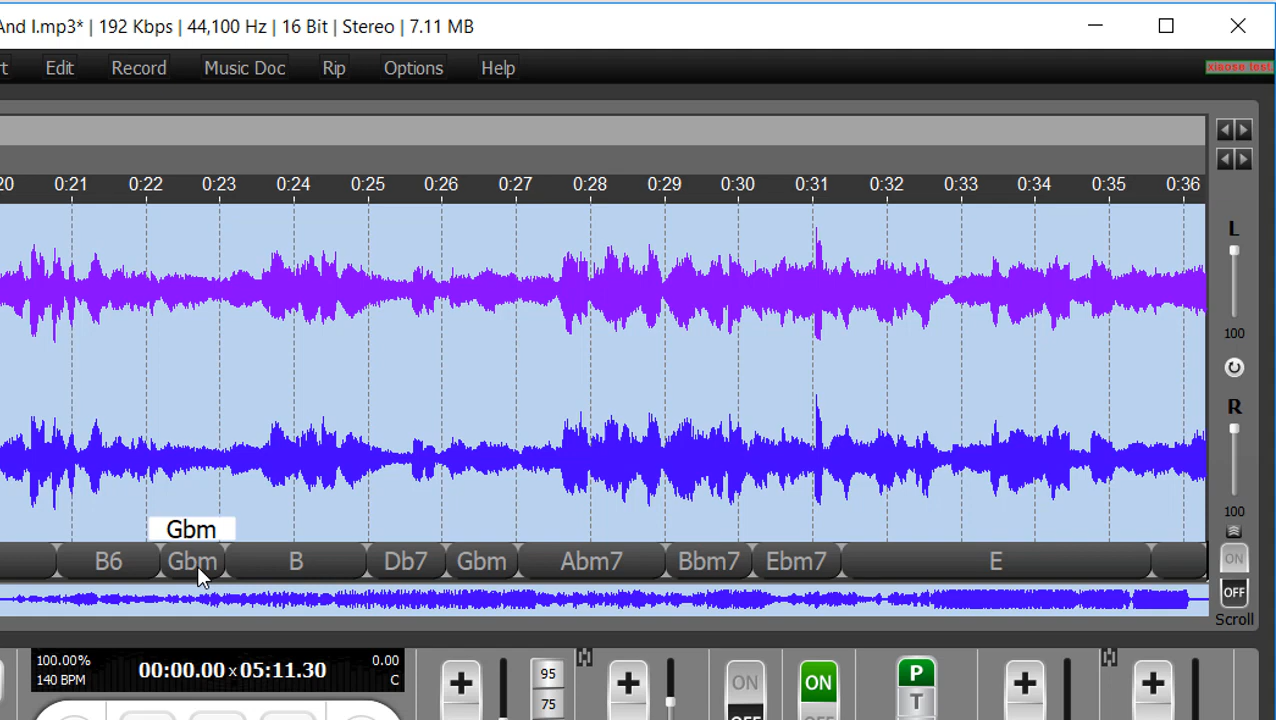 And I.mp3* | 192 Kbps | 44,100 Hz | 16 Bit | Stereo | 7.11 MB
rt Edit Record Music Doc Rip Options Help
xiaose test.
20 0:21 0:22 0:23 0:24 0:25 0:26 0:27 0:28 0:29 0:30 0:31 0:32 0:33 0:34 0:35 0:36
L
100
R
100
Gbm
B6 Gbm B Db7 Gbm Abm7 Bbm7 Ebm7 E
ON
OFF
Scroll
100.00% 00:00.00 x 05:11.30 0.00
140 BPM C
95
75
ON
OFF
ON
OFF
P
T